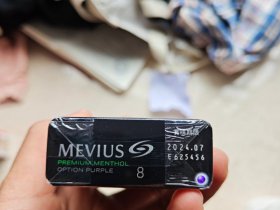 MEVIUS
PREMIUM MENTHOL
OPTION PURPLE 8
2024.07
E625456